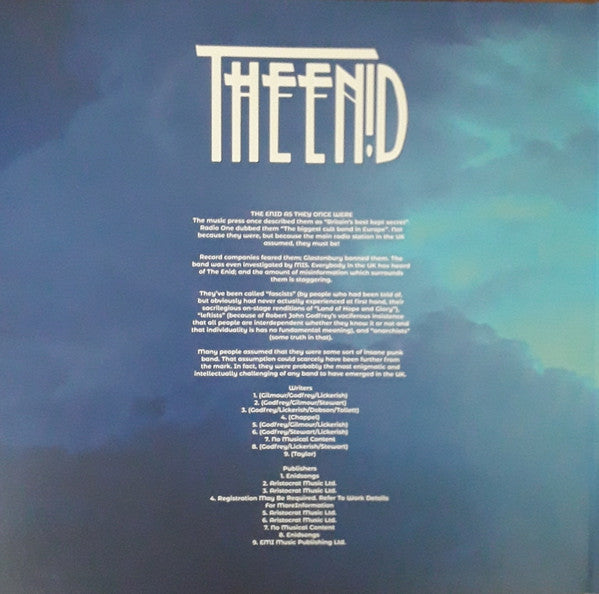 THE ENID
THE ENID AS THEY ONCE WERE
The music press once described them as "Britain's best kept secret".
Radio One dubbed them "The biggest cult band in Europe". Not
because they were, but because the main radio station in the UK
assumed, they must be!
Record companies feared them; Glastonbury banned them. The
band was even investigated by MI5. Everybody in the UK has heard
of The Enid; and the amount of misinformation which surrounds
them is staggering.
They've been called "fascists" (by people who had been told of,
but obviously had never actually experienced at first hand, their
sacrilegious on-stage renditions of "Land of Hope and Glory"),
"leftists" (because of Robert John Godfrey's vociferous insistence
that all people are interdependent whether they know it or not and
that individuality is has no fundamental meaning), and "anarchists"
(some truth in that).
Many people assumed that they were some sort of insane punk
band. That assumption could scarcely have been further from
the mark. In fact, they were probably the most enigmatic and
intellectually challenging of any band to have emerged in the UK.
Writers
1. (Gilmour/Godfrey/Lickerish)
2. (Godfrey/Gilmour/Stewart)
3. (Godfrey/Lickerish/Dobson/Tollett)
4. (Chappel)
5. (Godfrey/Gilmour/Lickerish)
6. (Godfrey/Stewart/Lickerish)
7. No Musical Content
8. (Godfrey/Lickerish/Stewart)
9. (Taylor)
Publishers
1. Enidsongs
2. Aristocrat Music Ltd.
3. Aristocrat Music Ltd.
4. Registration May Be Required. Refer To Work Details
For MoreInformation
5. Aristocrat Music Ltd.
6. Aristocrat Music Ltd.
7. No Musical Content
8. Enidsongs
9. EMI Music Publishing Ltd.